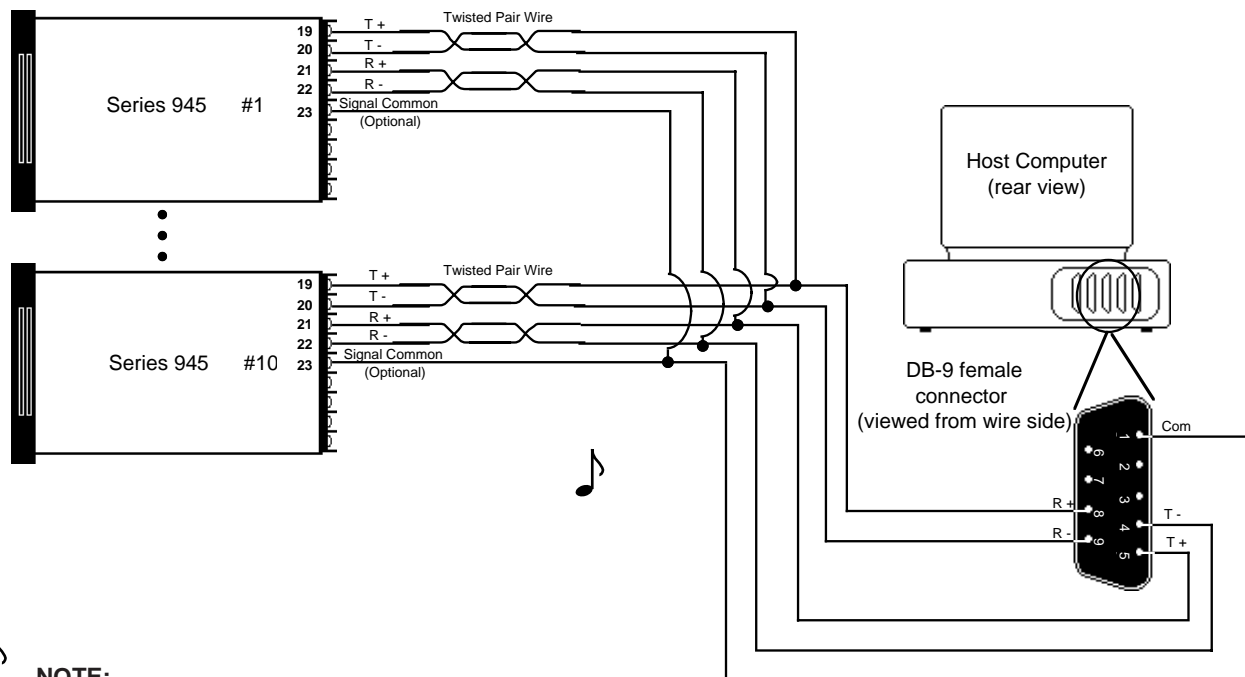 Twisted Pair Wire
19 T +
20 T -
21 R +
22 R -
23 Signal Common
(Optional)
Series 945 #1
Host Computer
(rear view)
Twisted Pair Wire
19 T +
20 T -
21 R +
22 R -
23 Signal Common
(Optional)
Series 945 #10
DB-9 female
connector
(viewed from wire side)
1 Com
6
2
7
3
R + 8
4 T -
R - 9
5 T +
NOTE: